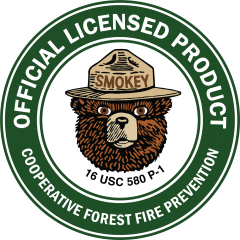 OFFICIAL LICENSED PRODUCT
SMOKEY
16 USC 580 P-1
COOPERATIVE FOREST FIRE PREVENTION